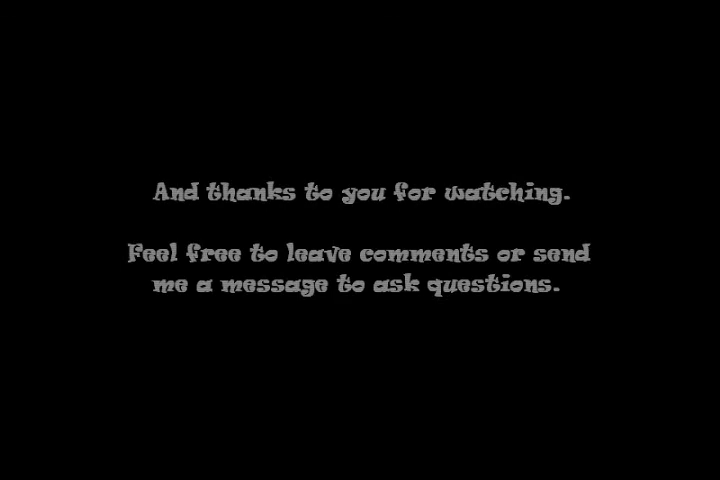 And thanks to you for watching.
Feel free to leave comments or send
me a message to ask questions.